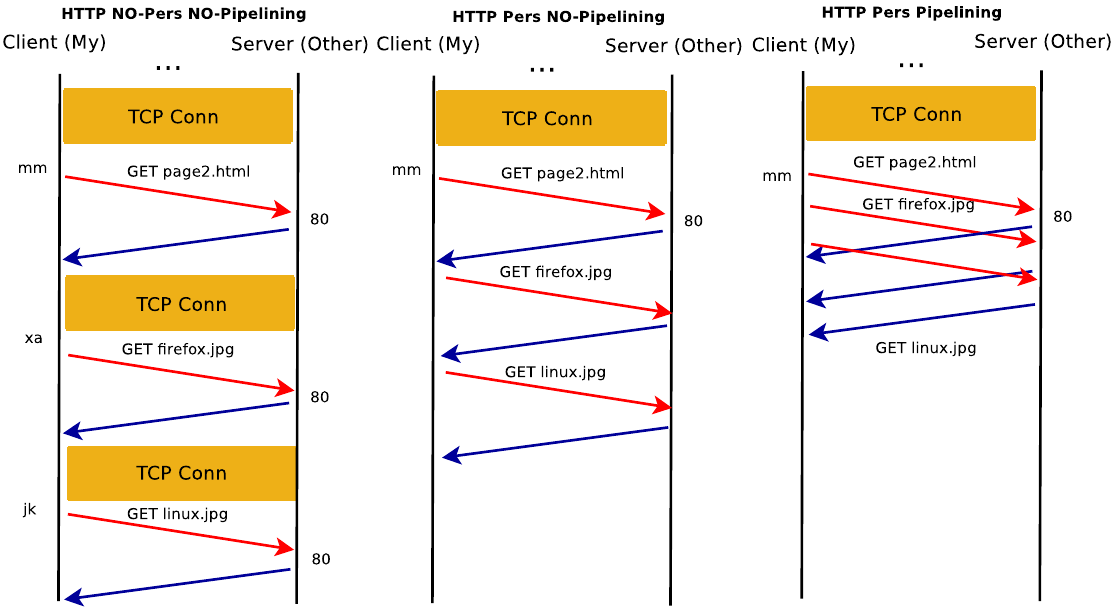 HTTP NO-Pers NO-Pipelining
Client (My)
Server (Other)
...
TCP Conn
mm
GET page2.html
80
TCP Conn
xa
GET firefox.jpg
80
TCP Conn
jk
GET linux.jpg
80
HTTP Pers NO-Pipelining
Client (My)
Server (Other)
...
TCP Conn
mm
GET page2.html
80
GET firefox.jpg
GET linux.jpg
HTTP Pers Pipelining
Client (My)
Server (Other)
...
TCP Conn
GET page2.html
mm
GET firefox.jpg
80
GET linux.jpg